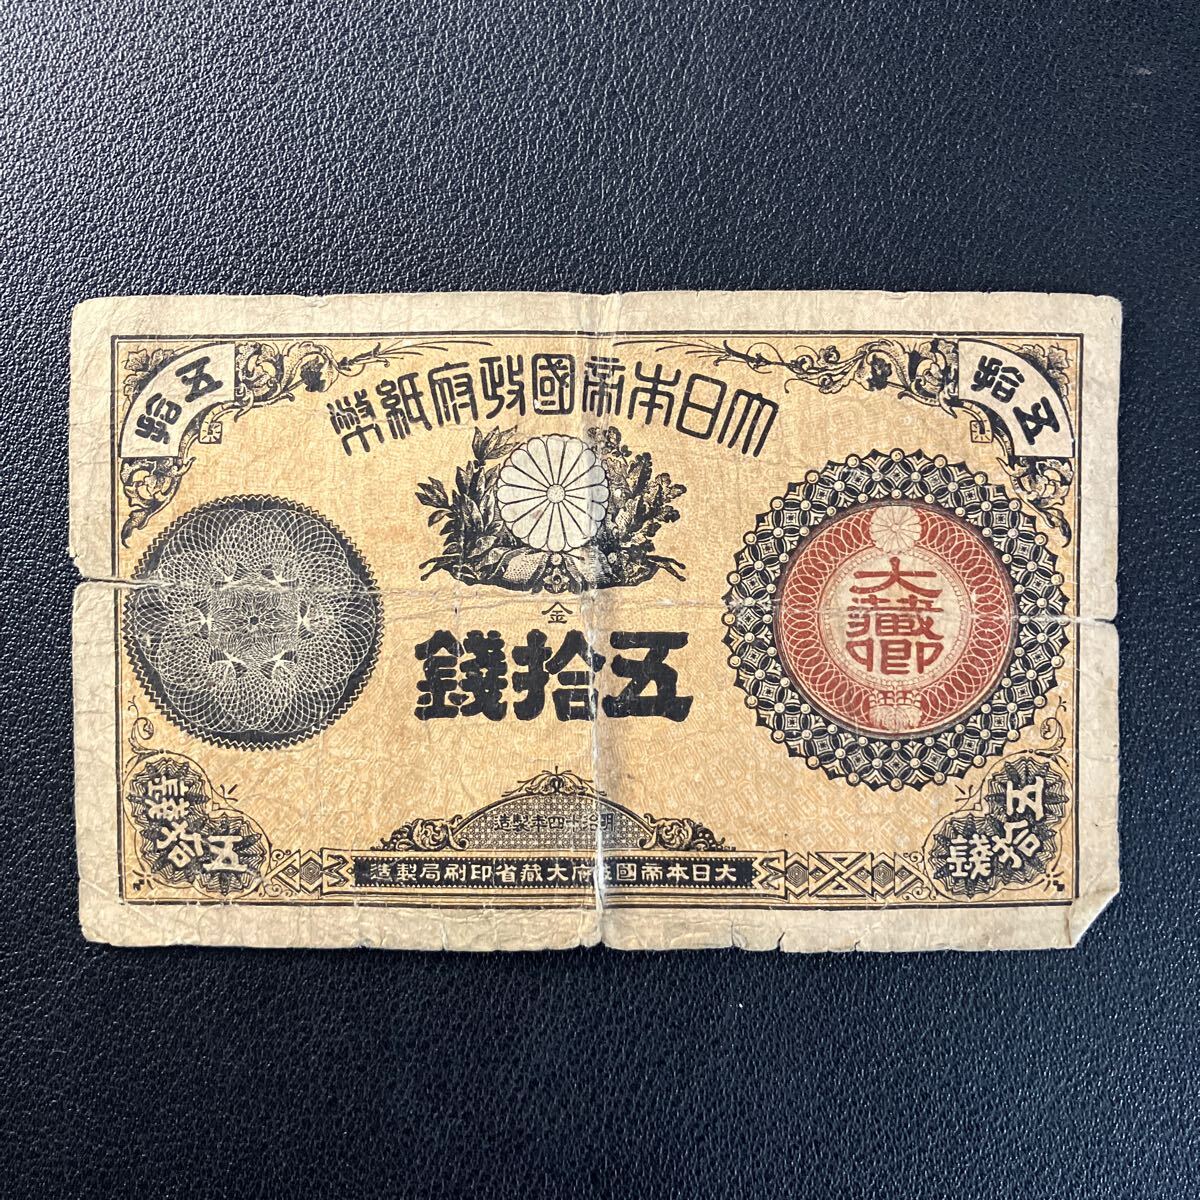 大日本帝國政府紙幣
五拾
五拾
金
五拾錢
大藏卿
五拾錢
五拾錢
明治十四年製造
大日本帝國政府大藏省印刷局製造